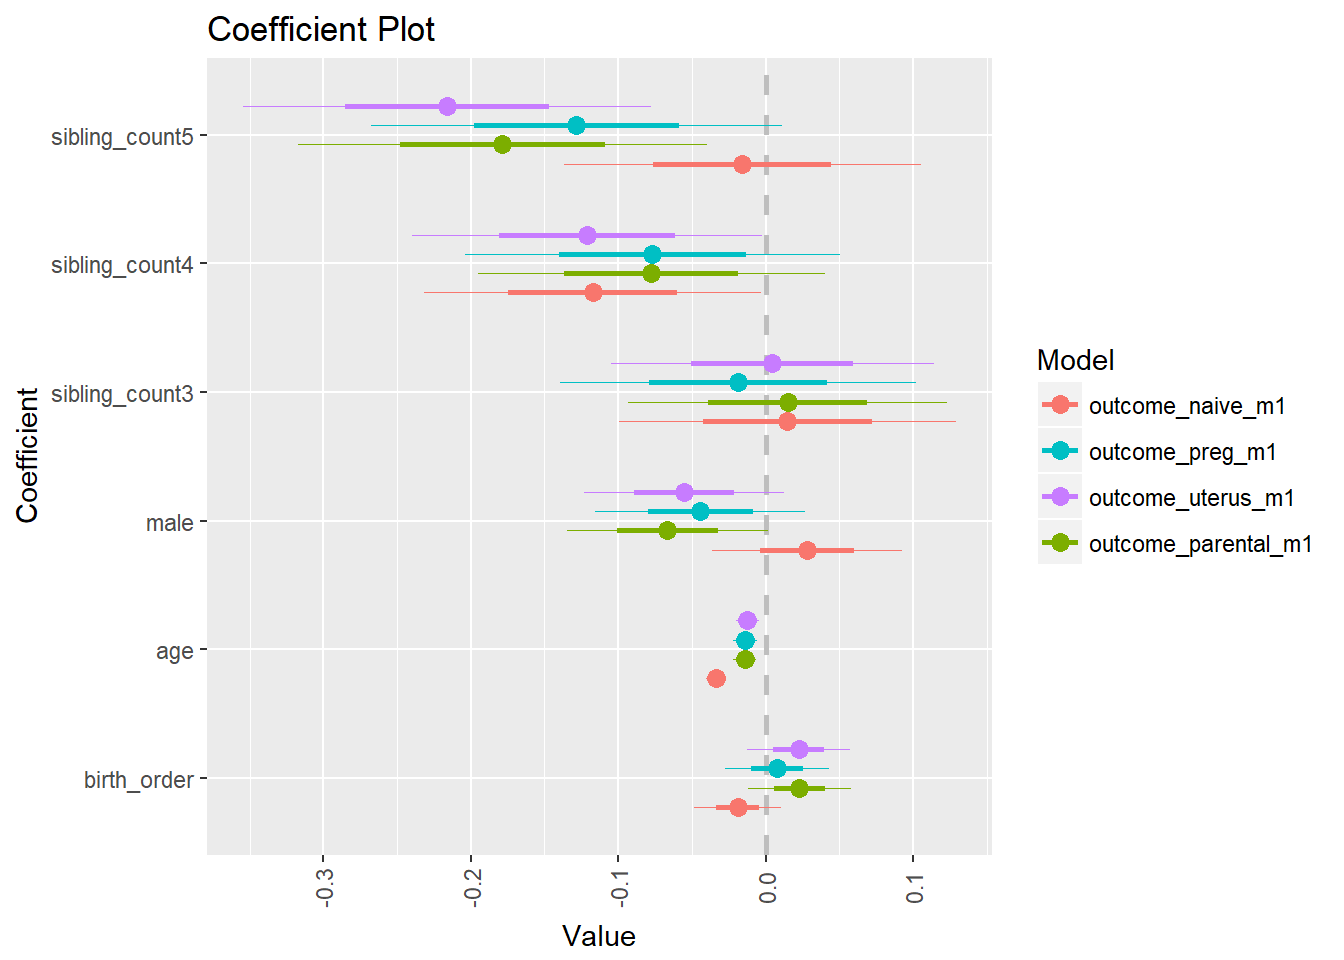 Coefficient Plot
sibling_count5
sibling_count4
sibling_count3
male
age
birth_order
Coefficient
-0.3
-0.2
-0.1
0.0
0.1
Value
Model
outcome_naive_m1
outcome_preg_m1
outcome_uterus_m1
outcome_parental_m1